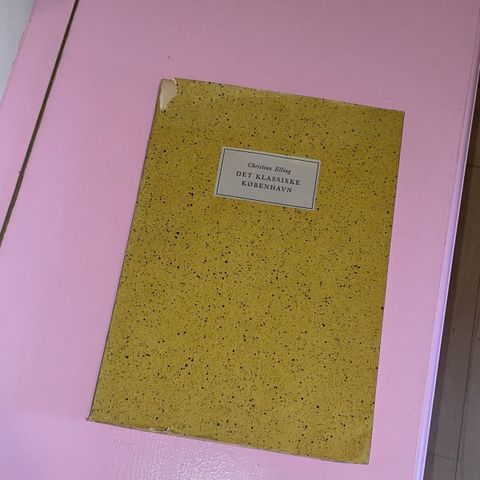 Christian Elling
DET KLASSISKE
KØBENHAVN